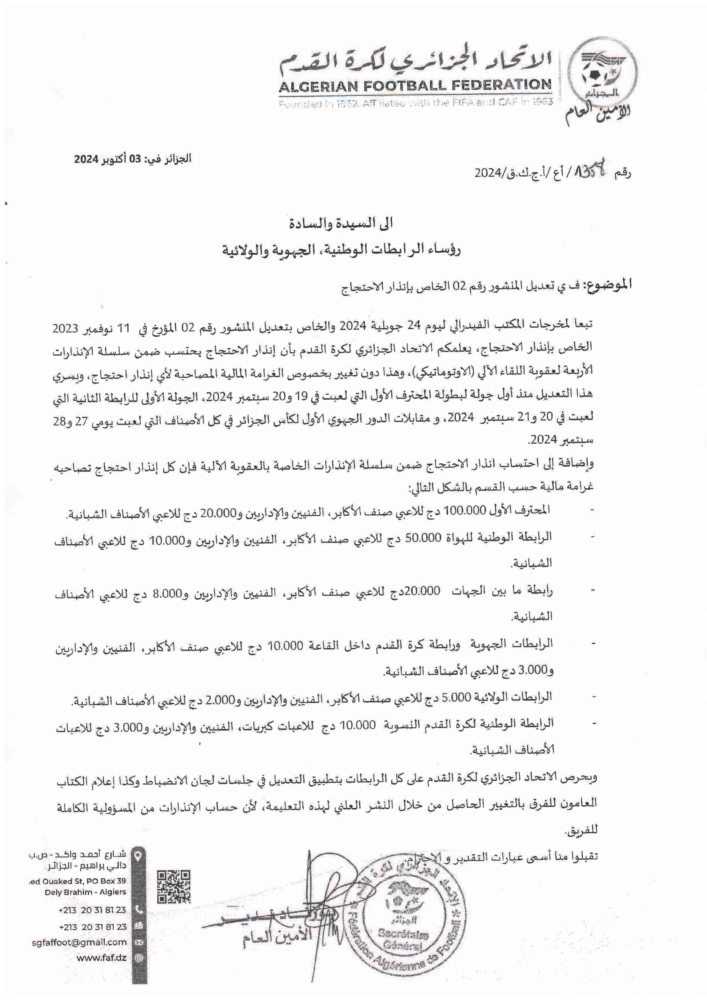 الاتحاد الجزائري لكرة القدم
ALGERIAN FOOTBALL FEDERATION
Founded in 1962. Affiliated with the FIFA and CAF in 1963
الجزائر
الأمين العام
الجزائر في: 03 أكتوبر 2024
رقم 1358 / أع /أ.ج.ك.ق/2024
الى السيدة والسادة
رؤساء الرابطات الوطنية، الجهوية والولائية
الموضوع: ف ي تعديل المنشور رقم 02 الخاص بإنذار الاحتجاج
تبعا لمخرجات المكتب الفيدرالي ليوم 24 جويلية 2024 والخاص بتعديل المنشور رقم 02 المؤرخ في 11 نوفمبر 2023
الخاص بإنذار الاحتجاج، يعلمكم الاتحاد الجزائري لكرة القدم بأن إنذار الاحتجاج يحتسب ضمن سلسلة الإنذارات
الأربعة لعقوبة اللقاء الآلي (الاوتوماتيكي)، وهذا دون تغيير بخصوص الغرامة المالية المصاحبة لأي إنذار احتجاج، ويسري
هذا التعديل منذ أول جولة لبطولة المحترف الأول التي لعبت في 19 و20 سبتمبر 2024، الجولة الأولى للرابطة الثانية التي
لعبت في 20 و21 سبتمبر 2024، و مقابلات الدور الجهوي الأول لكأس الجزائر في كل الأصناف التي لعبت يومي 27 و28
سبتمبر 2024.
وإضافة إلى احتساب انذار الاحتجاج ضمن سلسلة الإنذارات الخاصة بالعقوبة الآلية فإن كل إنذار احتجاج تصاحبه
غرامة مالية حسب القسم بالشكل التالي:
- المحترف الأول 100.000 دج للاعبي صنف الأكابر، الفنيين والإداريين و20.000 دج للاعبي الأصناف الشبانية.
- الرابطة الوطنية للهواة 50.000 دج للاعبي صنف الأكابر، الفنيين والإداريين و10.000 دج للاعبي الأصناف
الشبانية.
- رابطة ما بين الجهات 20.000دج للاعبي صنف الأكابر، الفنيين والإداريين و8.000 دج للاعبي الأصناف
الشبانية.
- الرابطات الجهوية ورابطة كرة القدم داخل القاعة 10.000 دج للاعبي صنف الأكابر، الفنيين والإداريين
و3.000 دج للاعبي الأصناف الشبانية.
- الرابطات الولائية 5.000 دج للاعبي صنف الأكابر، الفنيين والإداريين و2.000 دج للاعبي الأصناف الشبانية.
- الرابطة الوطنية لكرة القدم النسوية 10.000 دج للاعبات كبريات، الفنيين والإداريين و3.000 دج للاعبات
الأصناف الشبانية.
ويحرص الاتحاد الجزائري لكرة القدم على كل الرابطات بتطبيق التعديل في جلسات لجان الانضباط وكذا إعلام الكتاب
العامون للفرق بالتغيير الحاصل من خلال النشر العلني لهذه التعليمة، لأن حساب الإنذارات من المسؤولية الكاملة
للفريق.
تقبلوا منا أسمى عبارات التقدير و الاحترام
شارع أحمد واكد - ص.ب
دالي براهيم - الجزائر
ed Ouaked St, PO Box 39
Dely Brahim - Algiers
+213 20 31 81 23
+213 20 31 81 23
sgfaffoot@gmail.com
www.faf.dz
الأمين العام
الإتحاد الجزائري لكرة القدم
الجزائر
Secrétaire
Général
Fédération Algérienne de Football